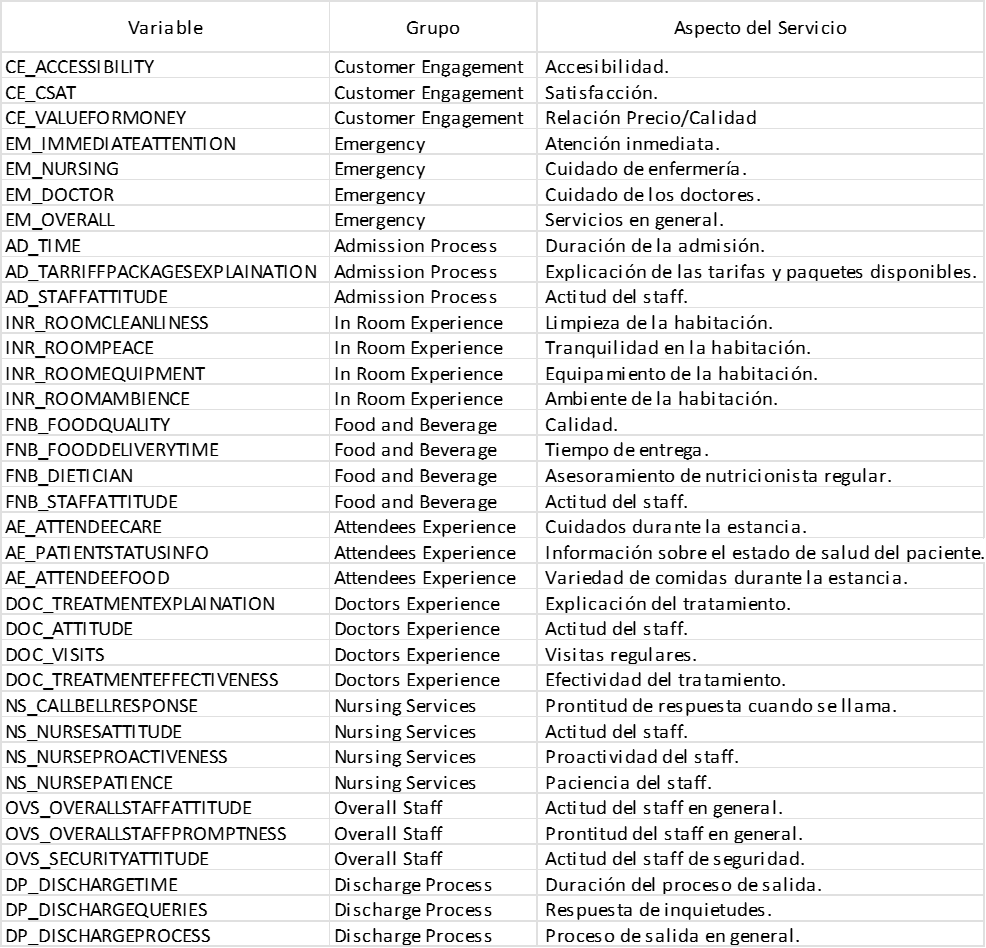 Variable Grupo Aspecto del Servicio
CE_ACCESSIBILITY Customer Engagement Accesibilidad.
CE_CSAT Customer Engagement Satisfacción.
CE_VALUEFORMONEY Customer Engagement Relación Precio/Calidad
EM_IMMEDIATEATTENTION Emergency Atención inmediata.
EM_NURSING Emergency Cuidado de enfermería.
EM_DOCTOR Emergency Cuidado de los doctores.
EM_OVERALL Emergency Servicios en general.
AD_TIME Admission Process Duración de la admisión.
AD_TARRIFFPACKAGESEXPLAINATION Admission Process Explicación de las tarifas y paquetes disponibles.
AD_STAFFATTITUDE Admission Process Actitud del staff.
INR_ROOMCLEANLINESS In Room Experience Limpieza de la habitación.
INR_ROOMPEACE In Room Experience Tranquilidad en la habitación.
INR_ROOMEQUIPMENT In Room Experience Equipamiento de la habitación.
INR_ROOMAMBIENCE In Room Experience Ambiente de la habitación.
FNB_FOODQUALITY Food and Beverage Calidad.
FNB_FOODDELIVERYTIME Food and Beverage Tiempo de entrega.
FNB_DIETICIAN Food and Beverage Asesoramiento de nutricionista regular.
FNB_STAFFATTITUDE Food and Beverage Actitud del staff.
AE_ATTENDEECARE Attendees Experience Cuidados durante la estancia.
AE_PATIENTSTATUSINFO Attendees Experience Información sobre el estado de salud del paciente.
AE_ATTENDEEFOOD Attendees Experience Variedad de comidas durante la estancia.
DOC_TREATMENTEXPLAINATION Doctors Experience Explicación del tratamiento.
DOC_ATTITUDE Doctors Experience Actitud del staff.
DOC_VISITS Doctors Experience Visitas regulares.
DOC_TREATMENTEFFECTIVENESS Doctors Experience Efectividad del tratamiento.
NS_CALLBELLRESPONSE Nursing Services Prontitud de respuesta cuando se llama.
NS_NURSESATTITUDE Nursing Services Actitud del staff.
NS_NURSEPROACTIVENESS Nursing Services Proactividad del staff.
NS_NURSEPATIENCE Nursing Services Paciencia del staff.
OVS_OVERALLSTAFFATTITUDE Overall Staff Actitud del staff en general.
OVS_OVERALLSTAFFPROMPTNESS Overall Staff Prontitud del staff en general.
OVS_SECURITYATTITUDE Overall Staff Actitud del staff de seguridad.
DP_DISCHARGETIME Discharge Process Duración del proceso de salida.
DP_DISCHARGEQUERIES Discharge Process Respuesta de inquietudes.
DP_DISCHARGEPROCESS Discharge Process Proceso de salida en general.